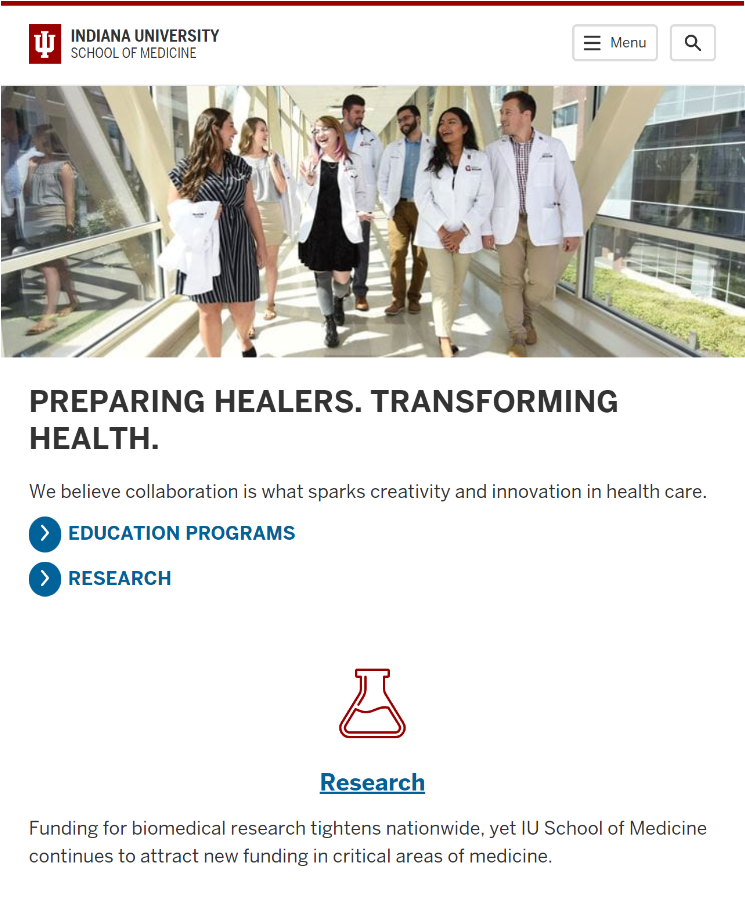 INDIANA UNIVERSITY
SCHOOL OF MEDICINE
Menu
PREPARING HEALERS. TRANSFORMING
HEALTH.
We believe collaboration is what sparks creativity and innovation in health care.
EDUCATION PROGRAMS
RESEARCH
Research
Funding for biomedical research tightens nationwide, yet IU School of Medicine
continues to attract new funding in critical areas of medicine.